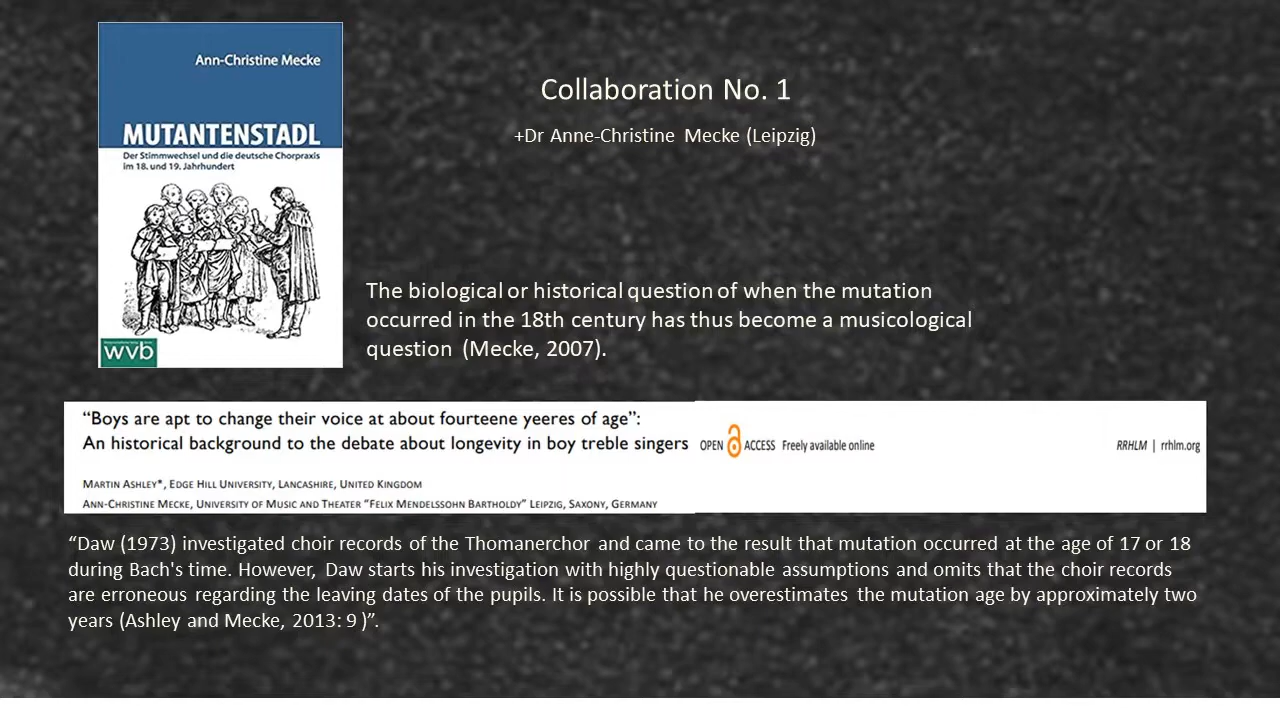 Ann-Christine Mecke
MUTANTENSTADL
Der Stimmwechsel und die deutsche Chorpraxis
im 18. und 19. Jahrhundert
wvb
Collaboration No. 1
+Dr Anne-Christine Mecke (Leipzig)
The biological or historical question of when the mutation
occurred in the 18th century has thus become a musicological
question (Mecke, 2007).
“Boys are apt to change their voice at about fourteene yeeres of age”:
An historical background to the debate about longevity in boy treble singers OPEN ACCESS Freely available online RRHLM | rrhlm.org
MARTIN ASHLEY*, EDGE HILL UNIVERSITY, LANCASHIRE, UNITED KINGDOM
ANN-CHRISTINE MECKE, UNIVERSITY OF MUSIC AND THEATER “FELIX MENDELSSOHN BARTHOLDY” LEIPZIG, SAXONY, GERMANY
“Daw (1973) investigated choir records of the Thomanerchor and came to the result that mutation occurred at the age of 17 or 18
during Bach's time. However, Daw starts his investigation with highly questionable assumptions and omits that the choir records
are erroneous regarding the leaving dates of the pupils. It is possible that he overestimates the mutation age by approximately two
years (Ashley and Mecke, 2013: 9 )”.